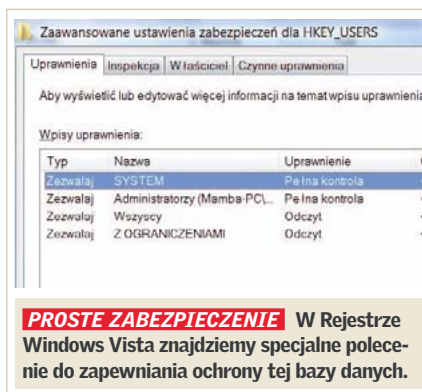 Zaawansowane ustawienia zabezpieczeń dla HKEY_USERS
Uprawnienia Inspekcja Właściciel Czynne uprawnienia
Aby wyświetlić lub edytować więcej informacji na temat wpisu uprawnienia
Wpisy uprawnienia:
Typ Nazwa Uprawnienie
Zezwalaj SYSTEM Pełna kontrola
Zezwalaj Administratorzy (Mamba-PC\... Pełna kontrola
Zezwalaj Wszyscy Odczyt
Zezwalaj Z OGRANICZENIAMI Odczyt
PROSTE ZABEZPIECZENIE W Rejestrze
Windows Vista znajdziemy specjalne polece-
nie do zapewniania ochrony tej bazy danych.